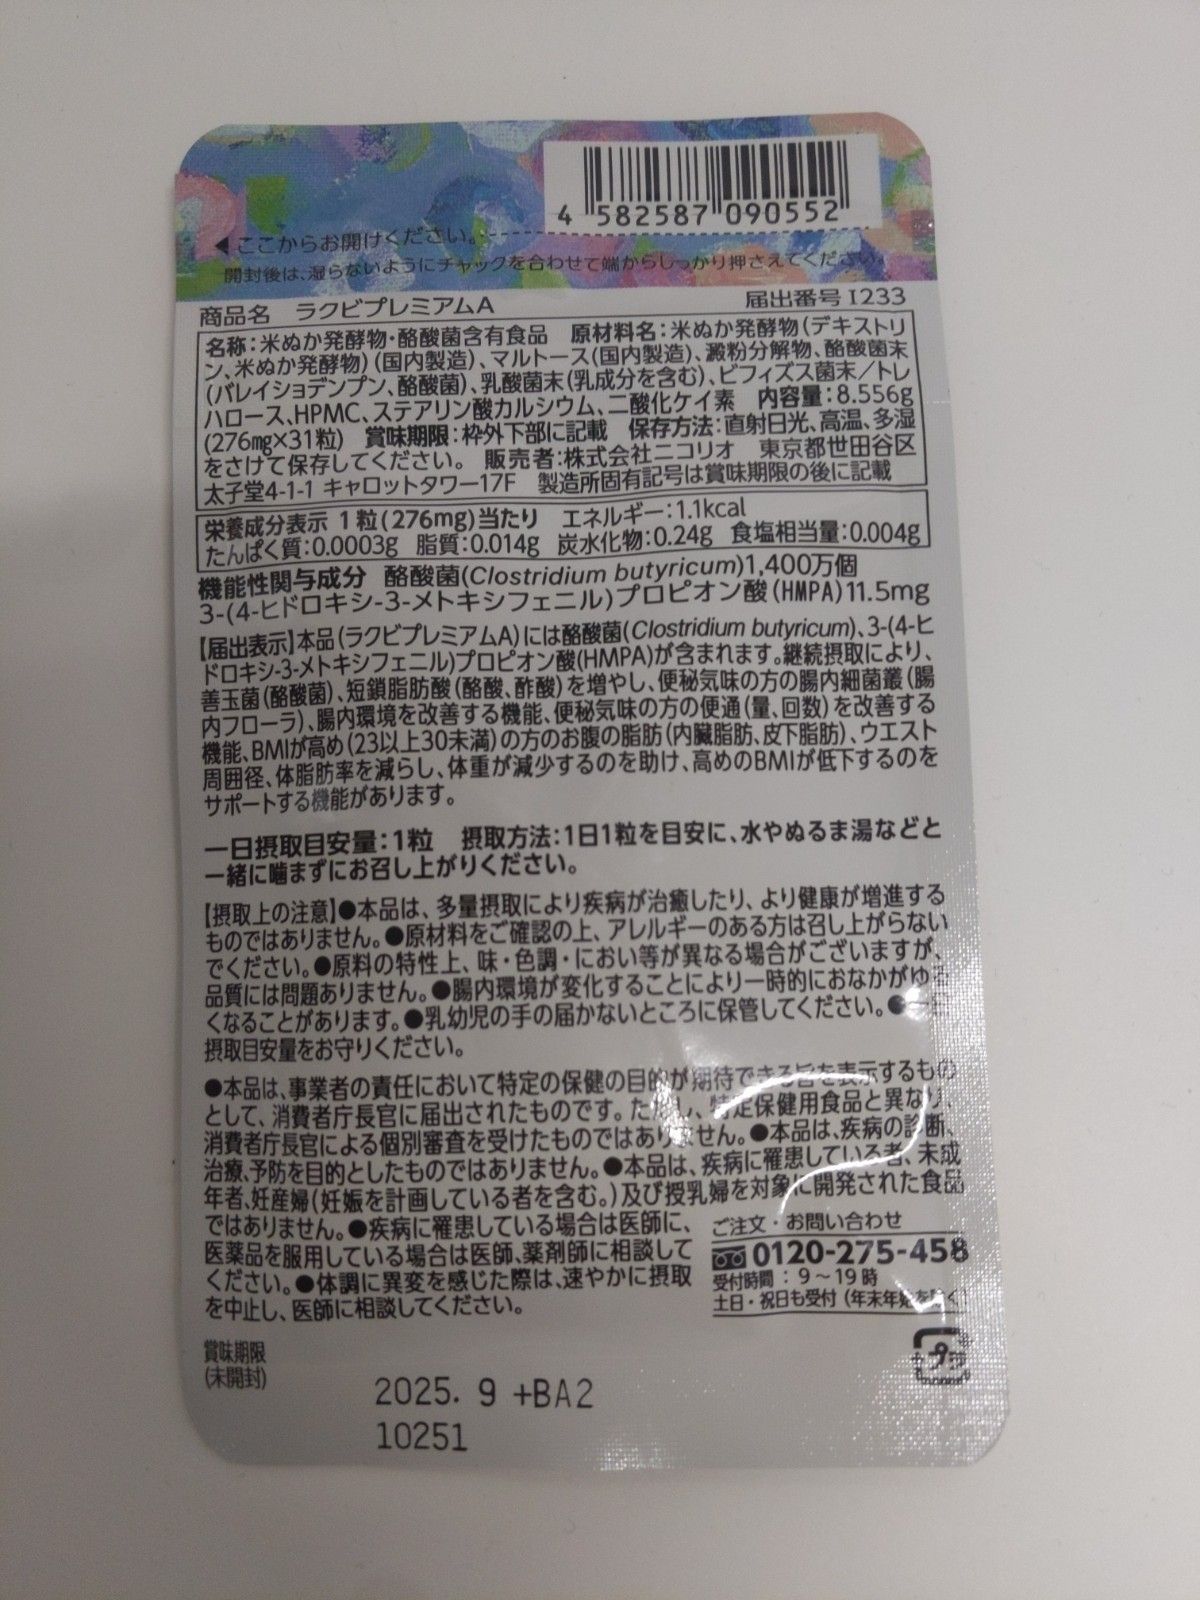 4 582587 090552
◀ここからお開けください。
開封後は、湿らないようにチャックを合わせて端からしっかり押さえてください。
商品名 ラクビプレミアムA 届出番号 I233
名称：米ぬか発酵物・酪酸菌含有食品 原材料名：米ぬか発酵物（デキストリ
ン、米ぬか発酵物）（国内製造）、マルトース（国内製造）、澱粉分解物、酪酸菌末
（バレイショデンプン、酪酸菌）、乳酸菌末（乳成分を含む）、ビフィズス菌末／トレ
ハロース、HPMC、ステアリン酸カルシウム、二酸化ケイ素 内容量：8.556g
(276mg×31粒) 賞味期限：枠外下部に記載 保存方法：直射日光、高温、多湿
をさけて保存してください。 販売者：株式会社ニコリオ 東京都世田谷区
太子堂4-1-1 キャロットタワー17F 製造所固有記号は賞味期限の後に記載
栄養成分表示 1粒（276mg）当たり エネルギー：1.1kcal
たんぱく質：0.0003g 脂質：0.014g 炭水化物：0.24g 食塩相当量：0.004g
機能性関与成分 酪酸菌(Clostridium butyricum)1,400万個
3-(4-ヒドロキシ-3-メトキシフェニル)プロピオン酸(HMPA)11.5mg
【届出表示】本品（ラクビプレミアムA）には酪酸菌(Clostridium butyricum)、3-(4-ヒ
ドロキシ-3-メトキシフェニル)プロピオン酸(HMPA)が含まれます。継続摂取により、
善玉菌（酪酸菌）、短鎖脂肪酸（酪酸、酢酸）を増やし、便秘気味の方の腸内細菌叢（腸
内フローラ）、腸内環境を改善する機能、便秘気味の方の便通（量、回数）を改善する
機能、BMIが高め（23以上30未満）の方のお腹の脂肪（内臓脂肪、皮下脂肪）、ウエスト
周囲径、体脂肪率を減らし、体重が減少するのを助け、高めのBMIが低下するのを
サポートする機能があります。
一日摂取目安量：1粒 摂取方法：1日1粒を目安に、水やぬるま湯などと
一緒に噛まずにお召し上がりください。
【摂取上の注意】●本品は、多量摂取により疾病が治癒したり、より健康が増進する
ものではありません。●原材料をご確認の上、アレルギーのある方は召し上がらない
でください。●原料の特性上、味・色調・におい等が異なる場合がございますが、
品質には問題ありません。●腸内環境が変化することにより一時的におなかがゆる
くなることがあります。●乳幼児の手の届かないところに保管してください。●一日
摂取目安量をお守りください。
●本品は、事業者の責任において特定の保健の目的が期待できる旨を表示するもの
として、消費者庁長官に届出されたものです。ただし、特定保健用食品と異なり、
消費者庁長官による個別審査を受けたものではありません。●本品は、疾病の診断、
治療、予防を目的としたものではありません。●本品は、疾病に罹患している者、未成
年者、妊産婦（妊娠を計画している者を含む。）及び授乳婦を対象に開発された食品
ではありません。●疾病に罹患している場合は医師に、
医薬品を服用している場合は医師、薬剤師に相談して
ください。●体調に異変を感じた際は、速やかに摂取
を中止し、医師に相談してください。
ご注文・お問い合わせ
0120-275-458
受付時間：9～19時
土日・祝日も受付（年末年始を除く）
賞味期限
(未開封)
2025. 9 +BA2
10251
プラ